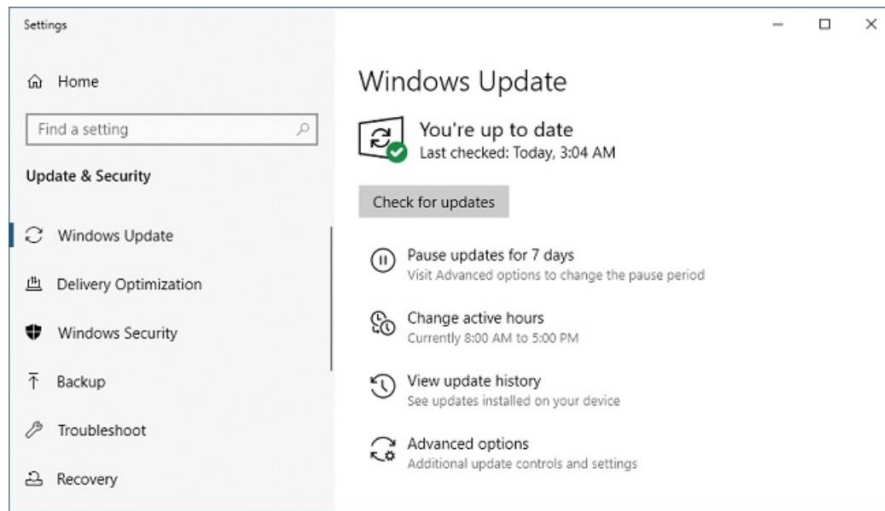 Settings
Home
Find a setting
Update & Security
Windows Update
Delivery Optimization
Windows Security
Backup
Troubleshoot
Recovery
Windows Update
You're up to date
Last checked: Today, 3:04 AM
Check for updates
Pause updates for 7 days
Visit Advanced options to change the pause period
Change active hours
Currently 8:00 AM to 5:00 PM
View update history
See updates installed on your device
Advanced options
Additional update controls and settings